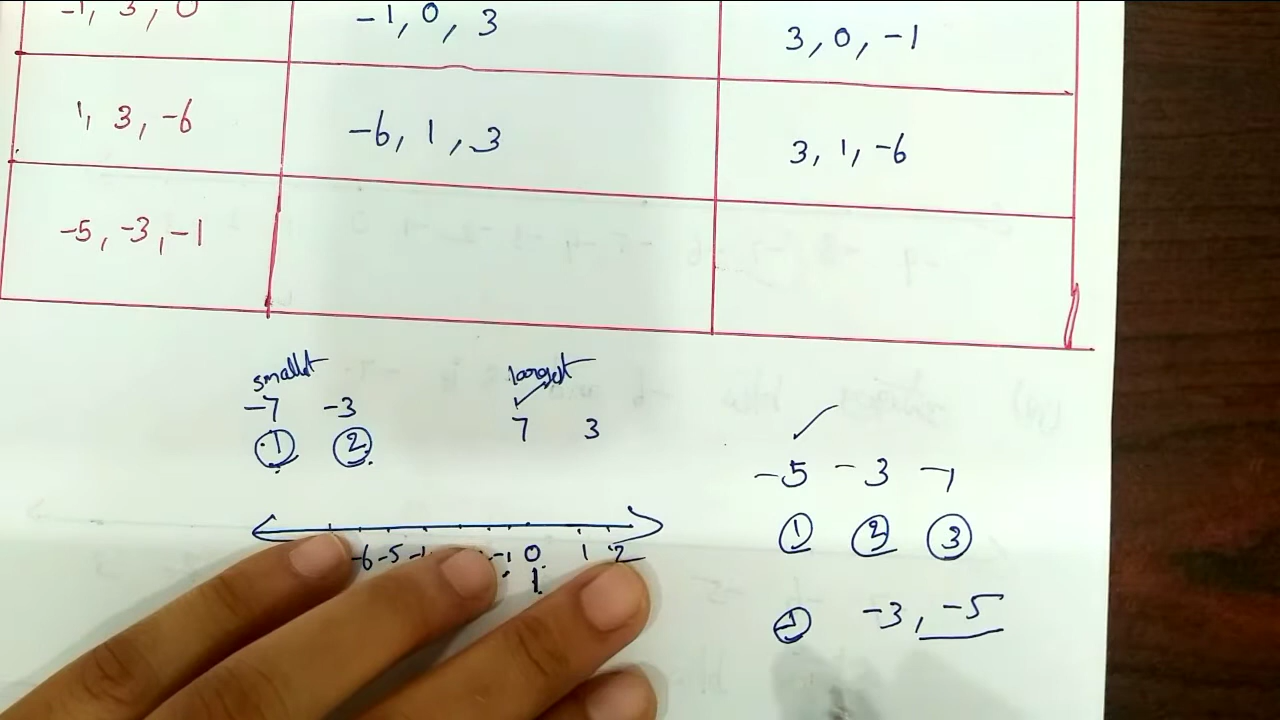 -1, 3, 0 -1, 0, 3 3, 0, -1
1, 3, -6 -6, 1, 3 3, 1, -6
-5, -3, -1
smallest largest
-7 -3 7 3
1 2
-5 -3 -1
1 2 3
-6 -5 -1 0 1 2
-3, -5